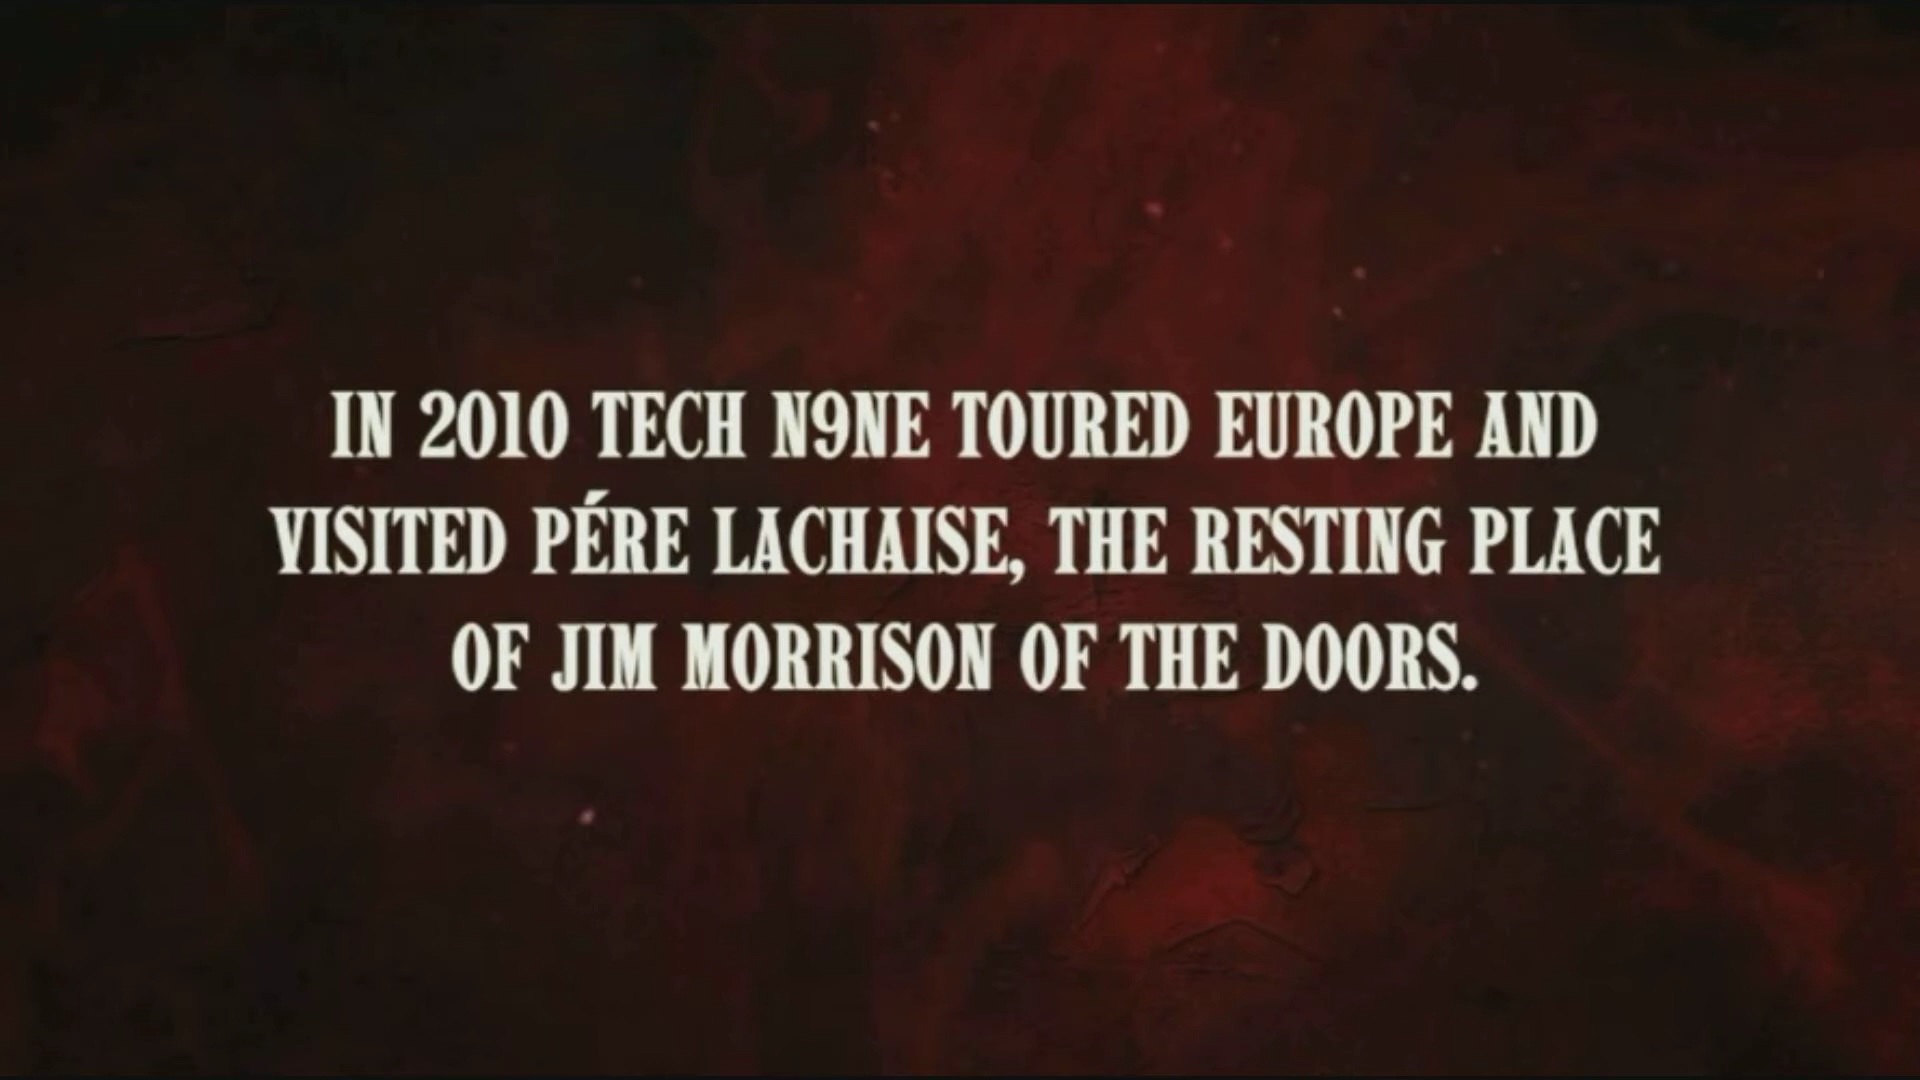 IN 2010 TECH N9NE TOURED EUROPE AND
VISITED PÉRE LACHAISE, THE RESTING PLACE
OF JIM MORRISON OF THE DOORS.